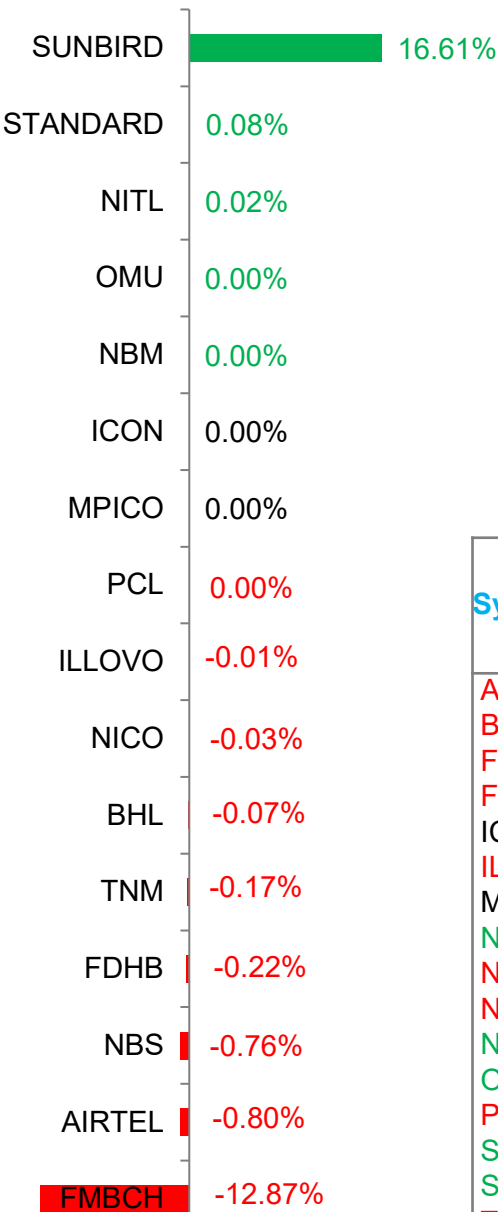 SUNBIRD 16.61%
STANDARD 0.08%
NITL 0.02%
OMU 0.00%
NBM 0.00%
ICON 0.00%
MPICO 0.00%
PCL 0.00%
ILLOVO -0.01%
NICO -0.03%
BHL -0.07%
TNM -0.17%
FDHB -0.22%
NBS -0.76%
AIRTEL -0.80%
FMBCH -12.87%